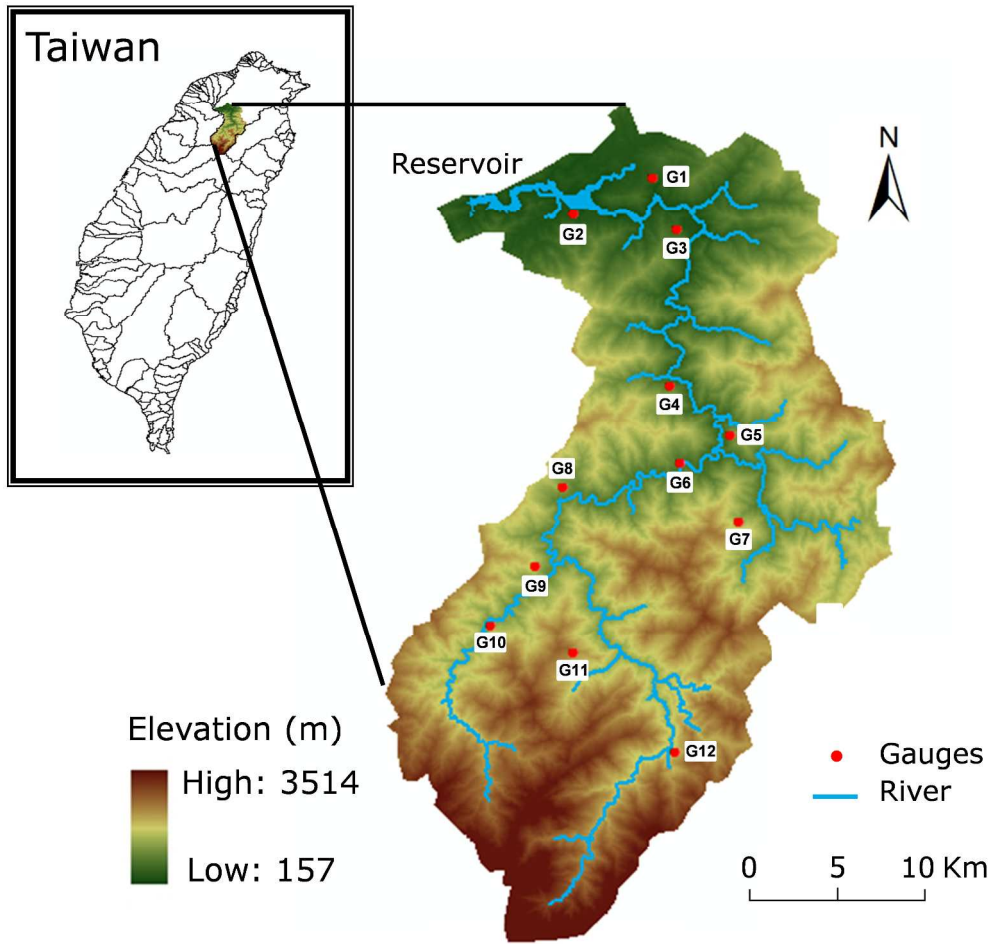 Taiwan
Reservoir
N
G1
G2
G3
G4
G5
G6
G8
G7
G9
G10
G11
G12
Elevation (m)
High: 3514
Low: 157
Gauges
River
0 5 10 Km